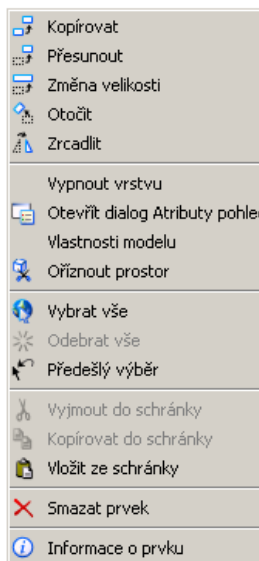 Kopírovat
Přesunout
Změna velikosti
Otočit
Zrcadlit
Vypnout vrstvu
Otevřít dialog Atributy pohle
Vlastnosti modelu
Oříznout prostor
Vybrat vše
Odebrat vše
Předešlý výběr
Vyjmout do schránky
Kopírovat do schránky
Vložit ze schránky
Smazat prvek
Informace o prvku